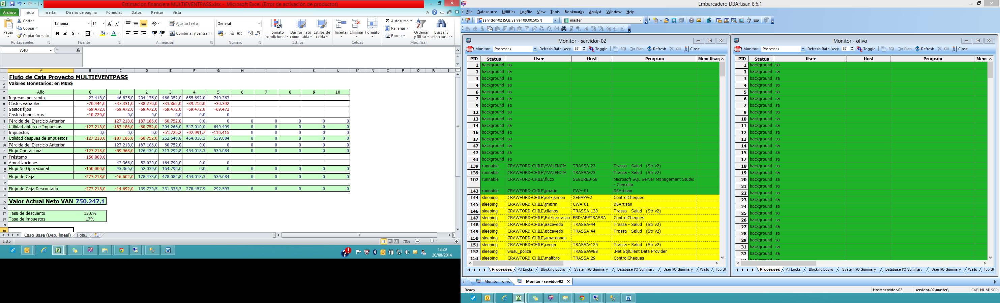 Estimacion financiera MULTIEVENTPASS.xlsx - Microsoft Excel (Error de activación de productos)
Archivo Inicio Insertar Diseño de página Fórmulas Datos Revisar Vista
Pegar
Cortar
Copiar
Copiar formato
Portapapeles
Tahoma 14
N K S
Fuente
Ajustar texto
Combinar y centrar
Alineación
General
% 000
Número
Formato condicional
Dar formato como tabla
Estilos de celda
Estilos
Insertar Eliminar Formato
Celdas
Autosuma
Rellenar
Borrar
Ordenar y filtrar
Buscar y seleccionar
Modificar
A40 fx
A B C D E F G H I J K L M N O P Q R S
1 Flujo de Caja Proyecto MULTIEVENTPASS
2 Valores Monetarios: en MUS$
3
7 Año 0 1 2 3 4 5 6 7 8 9 10
8 Ingresos por venta 23.418,0 46.835,0 234.176,0 468.352,0 655.692,0 749.363
9 Costos variables -70.444,0 -37.331,0 -38.270,0 -33.862,0 -39.210,0 -30.392
10 Gastos fijos -69.472,0 -69.472,0 -69.472,0 -69.472,0 -69.472,0 -69.472
11 Gastos financieros -10.720,0 0,0 0,0 0,0 0,0 0
14 Pérdida del Ejercicio Anterior -127.218,0 -187.186,0 -60.752,0 0,0 0 0 0 0 0 0
15 Utilidad antes de Impuestos -127.218,0 -187.186,0 -60.752,0 304.266,0 547.010,0 649.499 0 0 0 0 0
16 Impuestos 0,0 0,0 0,0 -51.725,2 -92.991,7 -110.415 0 0 0 0 0
17 Utilidad despues de Impuestos -127.218,0 -187.186,0 -60.752,0 252.540,8 454.018,3 539.084 0 0 0 0 0
20 Pérdida del Ejercicio Anterior 127.218,0 187.186,0 60.752,0 0,0 0 0 0 0 0 0
21 Flujo Operacional -127.218,0 -59.968,0 126.434,0 313.292,8 454.018,3 539.084 0 0 0 0 0
27 Préstamo -150.000,0
28 Amortizaciones 43.366,0 52.039,0 164.790,0 0,0 0
29 Flujo No Operacional -150.000,0 43.366,0 52.039,0 164.790,0 0,0 0 0 0 0 0 0
31 Flujo de Caja -277.218,0 -16.602,0 178.473,0 478.082,8 454.018,3 539.084 0 0 0 0 0
32
33 Flujo de Caja Descontado -277.218,0 -14.692,0 139.770,5 331.335,3 278.457,9 292.593 0 0 0 0 0
34
35 Valor Actual Neto VAN 750.247,1
36
37 Tasa de descuento 13,0%
38 Tasa de impuestos 17%
39
40
Caso Base (Dep. lineal) Hoja1
Listo 70%
13:29
20/08/2014
Embarcadero DBArtisan 8.6.1
File Datasource Utilities Logfile View Tools Bookmarks Analyst Window Help
servidor-02 (SQL Server 09.00.5057) master
Monitor - servidor-02
Monitor: Processes Refresh Rate (sec): 87 Toggle ISQL Plan Refresh Kill Close
PID Status User Host Program Mem Usag
1 background sa
2 background sa
3 background sa
4 background sa
6 background sa
7 background sa
9 background sa
12 background sa
13 background sa
14 background sa
16 background sa
17 background sa
47 background sa
42 background sa
43 background sa
139 runnable CRAWFORD-CHILE\YVALENCIA TRASSA-23 Trassa - Salud (Str v2)
139 runnable CRAWFORD-CHILE\YVALENCIA TRASSA-23 Trassa - Salud (Str v2)
102 runnable CRAWFORD-CHILE\fluco SEGURED-58 Microsoft SQL Server Management Studio
- Consulta
143 runnable CRAWFORD-CHILE\jmarin CWA-01 DBArtisan
144 sleeping CRAWFORD-CHILE\ext-jsimon XENAPP-2 ControlCheques
145 sleeping CRAWFORD-CHILE\jmarin CWA-01 DBArtisan
146 sleeping CRAWFORD-CHILE\cllanos TRASSA-130 Trassa - Salud (Str v2)
147 sleeping CRAWFORD-CHILE\Ext-lcarrasco PRD-APPTRASSA ControlCheques
148 sleeping CRAWFORD-CHILE\aacevedo TRASSA-44 Trassa - Salud (Str v2)
149 sleeping CRAWFORD-CHILE\aacevedo TRASSA-44 Trassa - Salud (Str v2)
150 sleeping CRAWFORD-CHILE\amardones
151 sleeping CRAWFORD-CHILE\cvega TRASSA-125 Trassa - Salud (Str v2)
152 sleeping wusu_poliza TRASSAWEB .Net SqlClient Data Provider
153 sleeping CRAWFORD-CHILE\malfaro TRASSA-29 ControlCheques
Processes All Locks Blocking Locks System I/O Summary Database I/O Summary User I/O Summary Waits Top SC
Monitor - olivo
Monitor: Processes Refresh Rate (sec): 87 Toggle ISQL Plan Refresh Kill Close
PID Status User Host Program Mem
1 background sa
2 background sa
3 background sa
4 background sa
5 background sa
6 background sa
7 background sa
9 background sa
10 background sa
11 background sa
12 background sa
13 background sa
14 background sa
15 background sa
17 background sa
18 background sa
19 background sa
20 background sa
21 background sa
22 background sa
23 background sa
24 background sa
25 background sa
27 background sa
28 background sa
29 background sa
31 background sa
32 background sa
Processes All Locks Blocking Locks System I/O Summary Database I/O Summary User I/O Summary Waits Top SC
Monitor - olivo Monitor - servidor-02
Ready Host: servidor-02 servidor-02\master\ CAP NUM SCRL